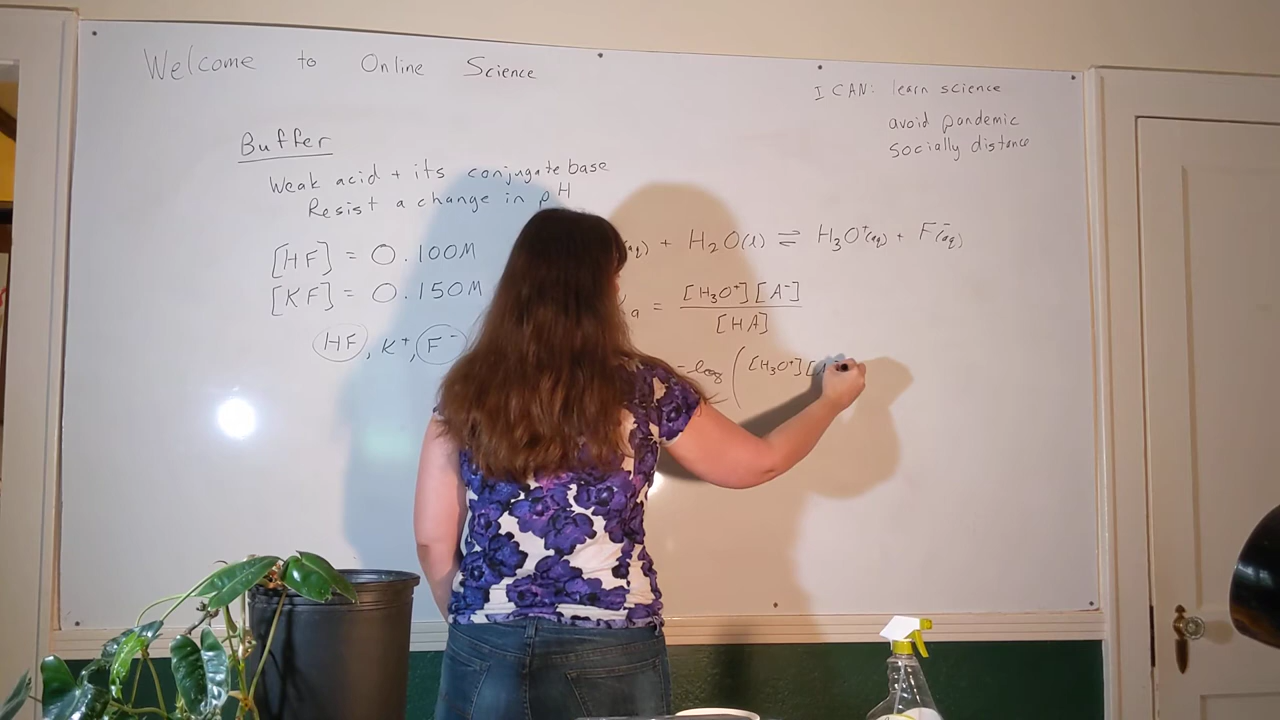 Welcome to Online Science
I CAN: learn science
avoid pandemic
socially distance
Buffer
Weak acid + its conjugate base
Resist a change in pH
[HF] = 0.100M
[KF] = 0.150M
HF, K⁺, F⁻
(aq) + H₂O(l) ⇌ H₃O⁺(aq) + F⁻(aq)
a = [H₃O⁺][A⁻]
[HA]
-log ( [H₃O⁺][A